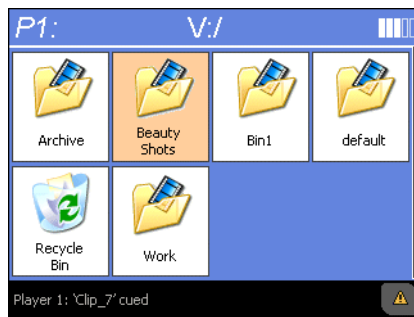 P1: V:/
Archive
Beauty
Shots
Bin1
default
Recycle
Bin
Work
Player 1: 'Clip_7' cued